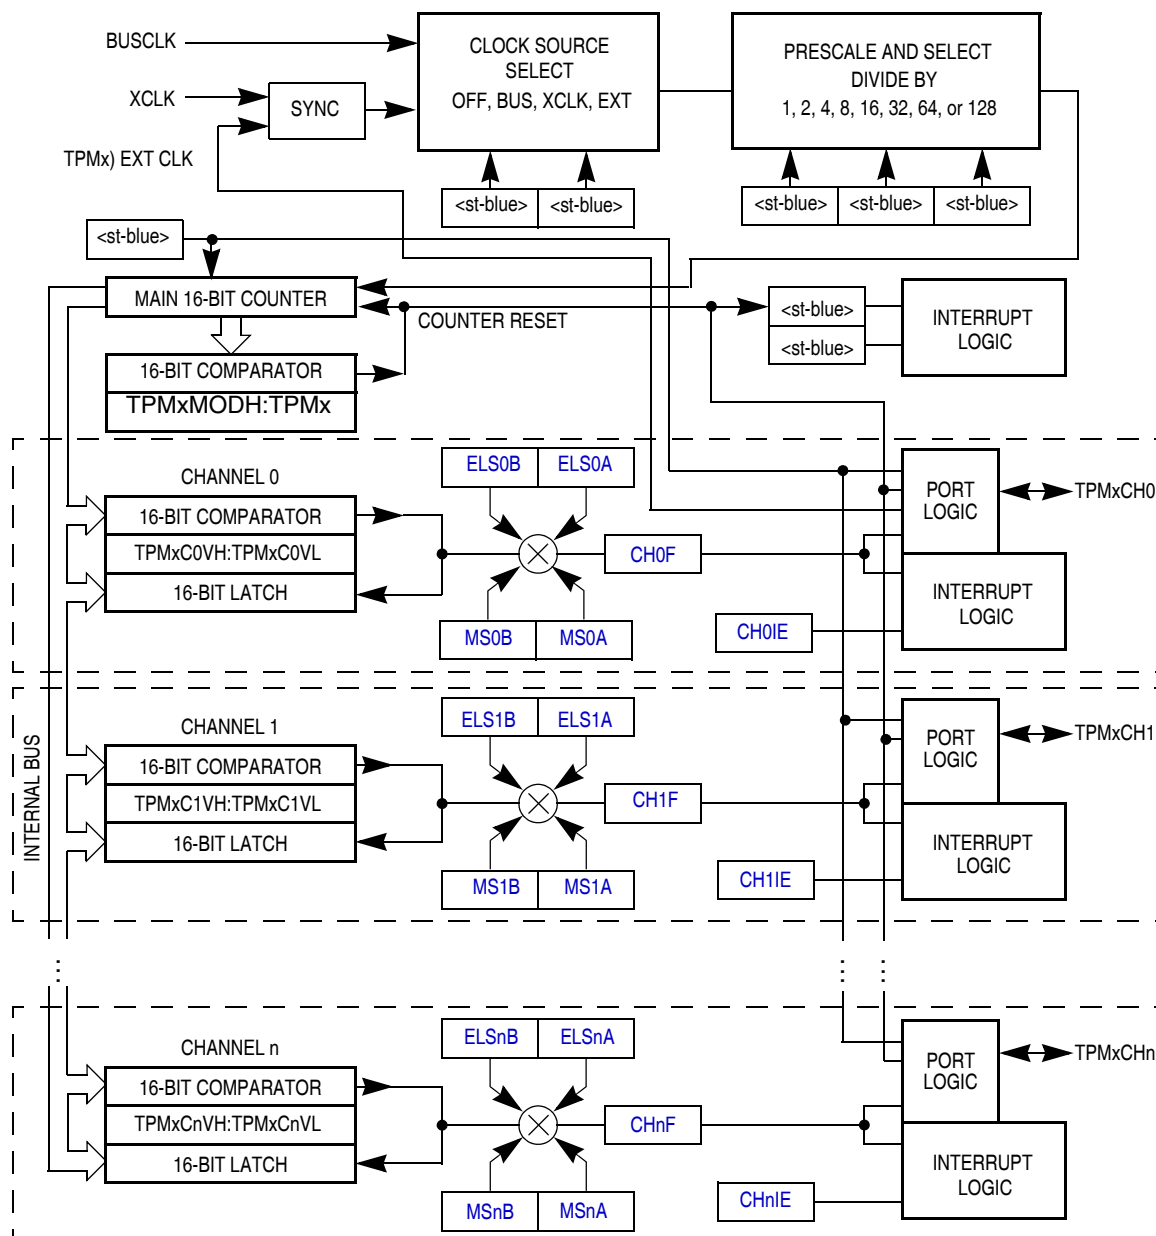 BUSCLK
CLOCK SOURCE
SELECT
OFF, BUS, XCLK, EXT
PRESCALE AND SELECT
DIVIDE BY
1, 2, 4, 8, 16, 32, 64, or 128
XCLK
SYNC
TPMx) EXT CLK
<st-blue> <st-blue>
<st-blue> <st-blue> <st-blue>
<st-blue>
MAIN 16-BIT COUNTER
COUNTER RESET
<st-blue>
<st-blue>
INTERRUPT
LOGIC
16-BIT COMPARATOR
TPMxMODH:TPMx
CHANNEL 0
ELS0B ELS0A
PORT
LOGIC
TPMxCH0
16-BIT COMPARATOR
TPMxC0VH:TPMxC0VL
16-BIT LATCH
CH0F
INTERRUPT
LOGIC
MS0B MS0A
CH0IE
INTERNAL BUS
CHANNEL 1
ELS1B ELS1A
PORT
LOGIC
TPMxCH1
16-BIT COMPARATOR
TPMxC1VH:TPMxC1VL
16-BIT LATCH
CH1F
INTERRUPT
LOGIC
MS1B MS1A
CH1IE
...
... ...
CHANNEL n
ELSnB ELSnA
PORT
LOGIC
TPMxCHn
16-BIT COMPARATOR
TPMxCnVH:TPMxCnVL
16-BIT LATCH
CHnF
INTERRUPT
LOGIC
MSnB MSnA
CHnIE